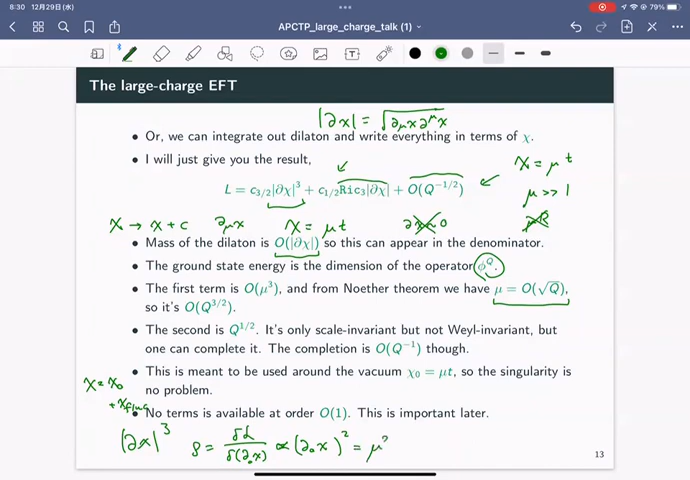 8:30 12月29日(水)
79%
APCTP_large_charge_talk (1)
The large-charge EFT
|∂χ| = √∂μχ∂^μχ
• Or, we can integrate out dilaton and write everything in terms of χ.
• I will just give you the result,
χ = μt
L = c_{3/2}|∂χ|³ + c_{1/2}Ric₃|∂χ| + O(Q^{-1/2})
μ >> 1
χ → χ + c ∂μχ χ = μt
• Mass of the dilaton is O(|∂χ|) so this can appear in the denominator.
• The ground state energy is the dimension of the operator φ^Q.
• The first term is O(μ³), and from Noether theorem we have μ = O(√Q),
so it's O(Q^{3/2}).
• The second is Q^{1/2}. It's only scale-invariant but not Weyl-invariant, but
one can complete it. The completion is O(Q^{-1}) though.
• This is meant to be used around the vacuum χ₀ = μt, so the singularity is
no problem.
χ = χ₀
+ χfluc
• No terms is available at order O(1). This is important later.
|∂χ|³ ρ = δL/δ(∂₀χ) ∝ (∂₀χ)² = μ²
13